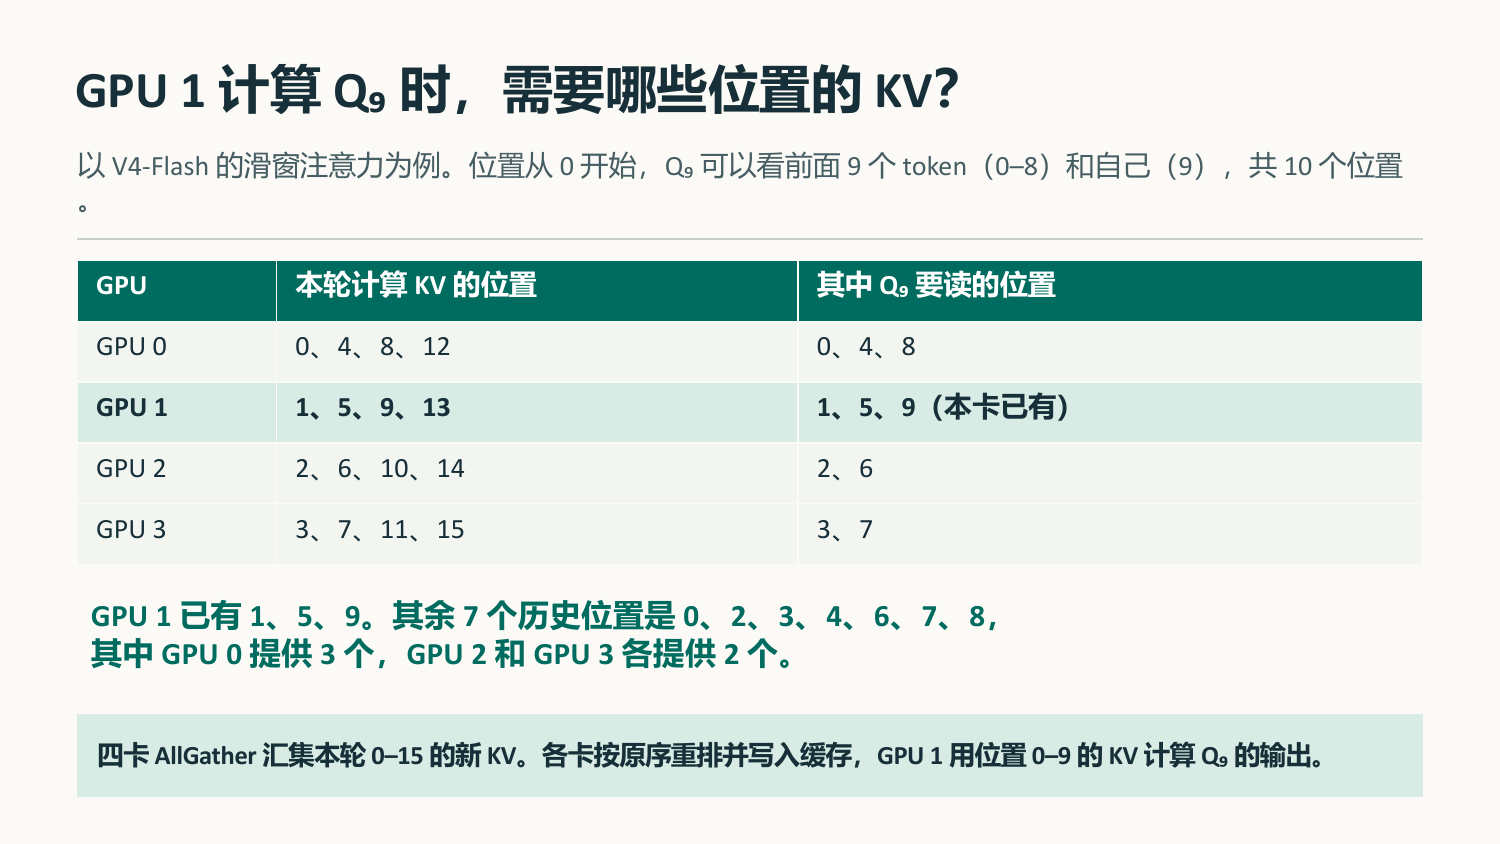 GPU 1 计算 Q₉ 时，需要哪些位置的 KV？
以 V4-Flash 的滑窗注意力为例。位置从 0 开始，Q₉ 可以看前面 9 个 token（0–8）和自己（9），共 10 个位置
。
GPU 本轮计算 KV 的位置 其中 Q₉ 要读的位置
GPU 0 0、4、8、12 0、4、8
GPU 1 1、5、9、13 1、5、9（本卡已有）
GPU 2 2、6、10、14 2、6
GPU 3 3、7、11、15 3、7
GPU 1 已有 1、5、9。其余 7 个历史位置是 0、2、3、4、6、7、8，
其中 GPU 0 提供 3 个，GPU 2 和 GPU 3 各提供 2 个。
四卡 AllGather 汇集本轮 0–15 的新 KV。各卡按原序重排并写入缓存，GPU 1 用位置 0–9 的 KV 计算 Q₉ 的输出。